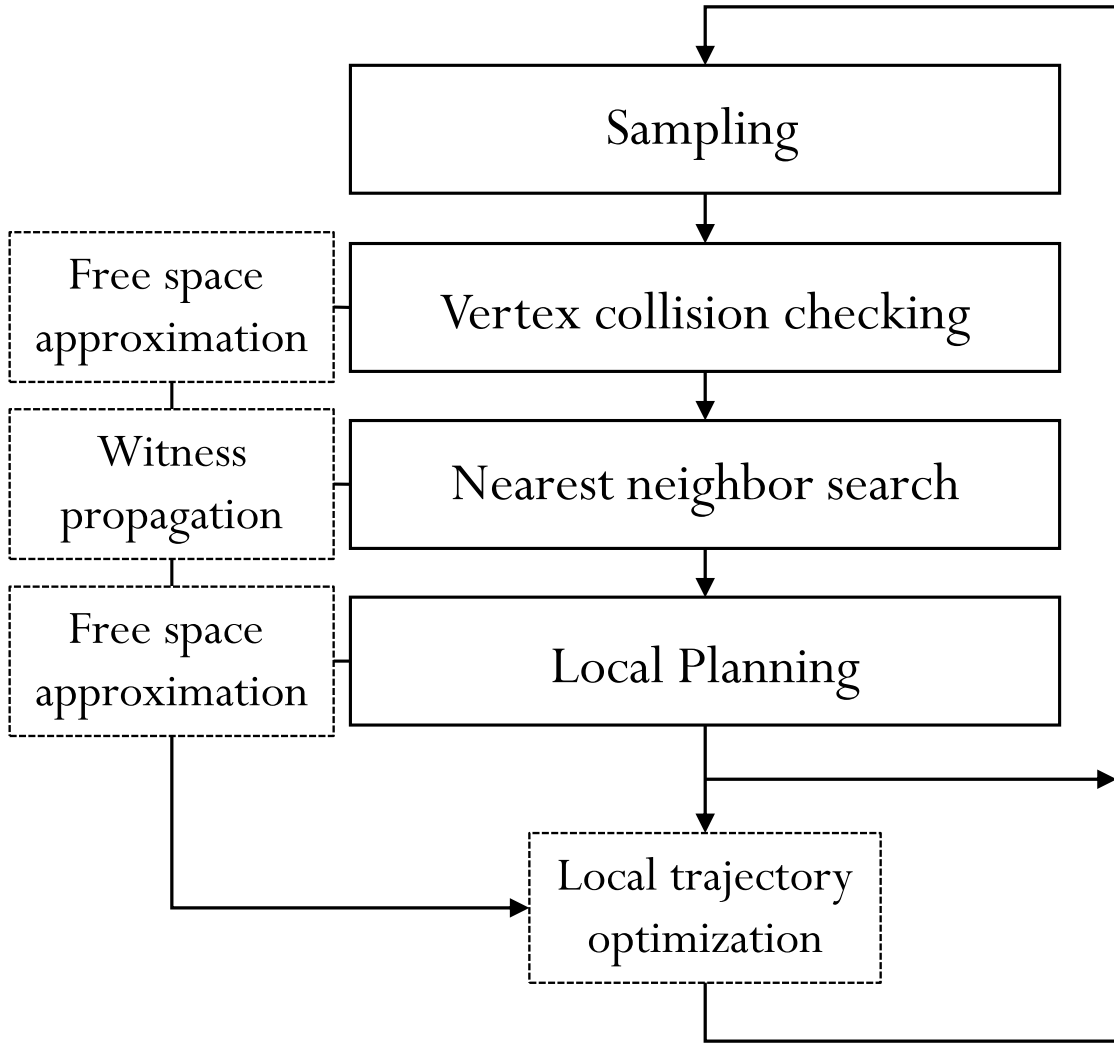 Sampling
Free space
approximation
Vertex collision checking
Witness
propagation
Nearest neighbor search
Free space
approximation
Local Planning
Local trajectory
optimization